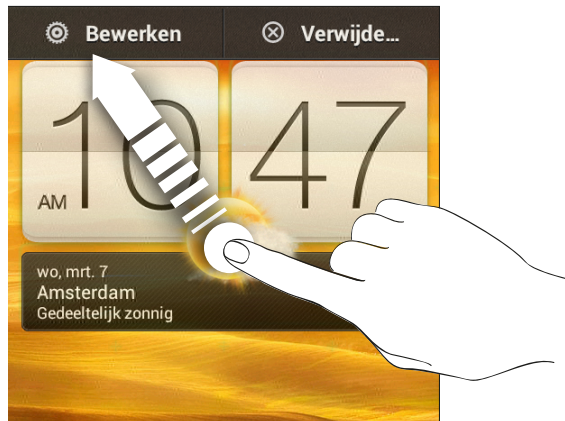 Bewerken
Verwijde...
10 47
AM
wo, mrt. 7
Amsterdam
Gedeeltelijk zonnig